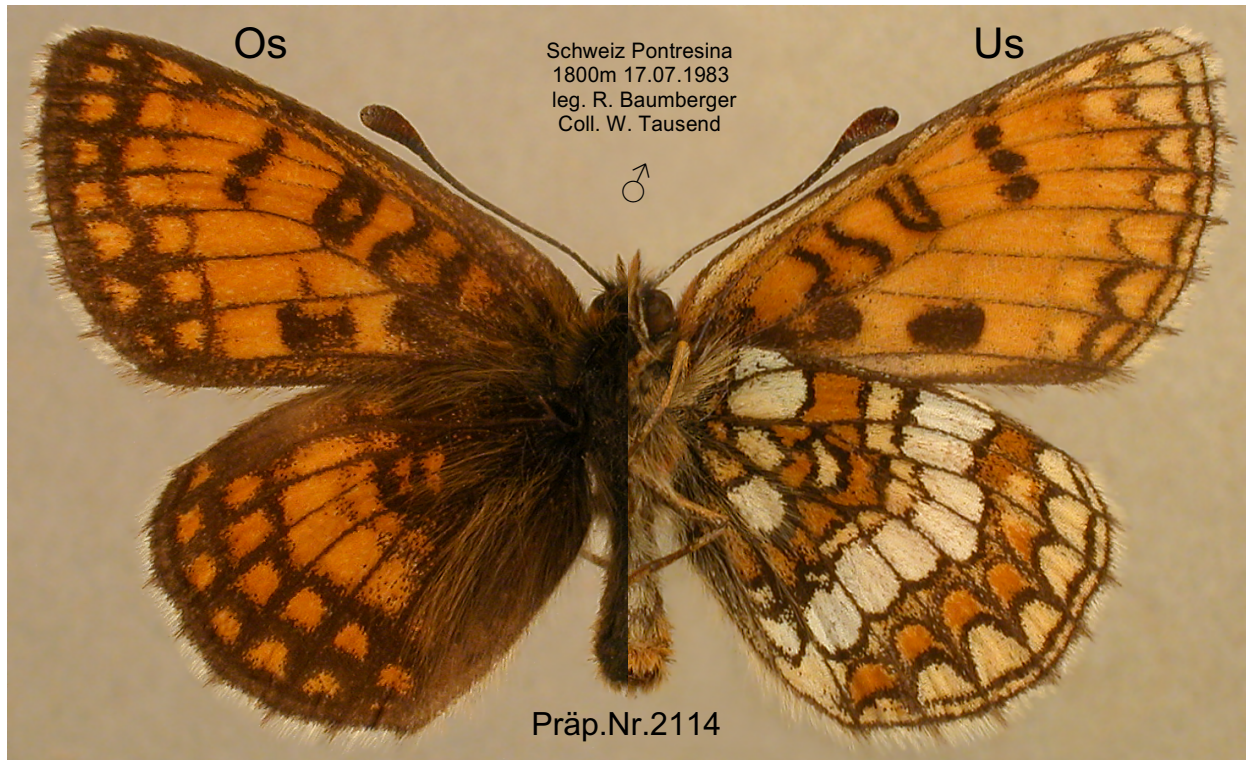 Os
Us
Schweiz Pontresina
1800m 17.07.1983
leg. R. Baumberger
Coll. W. Tausend
♂
Präp.Nr.2114